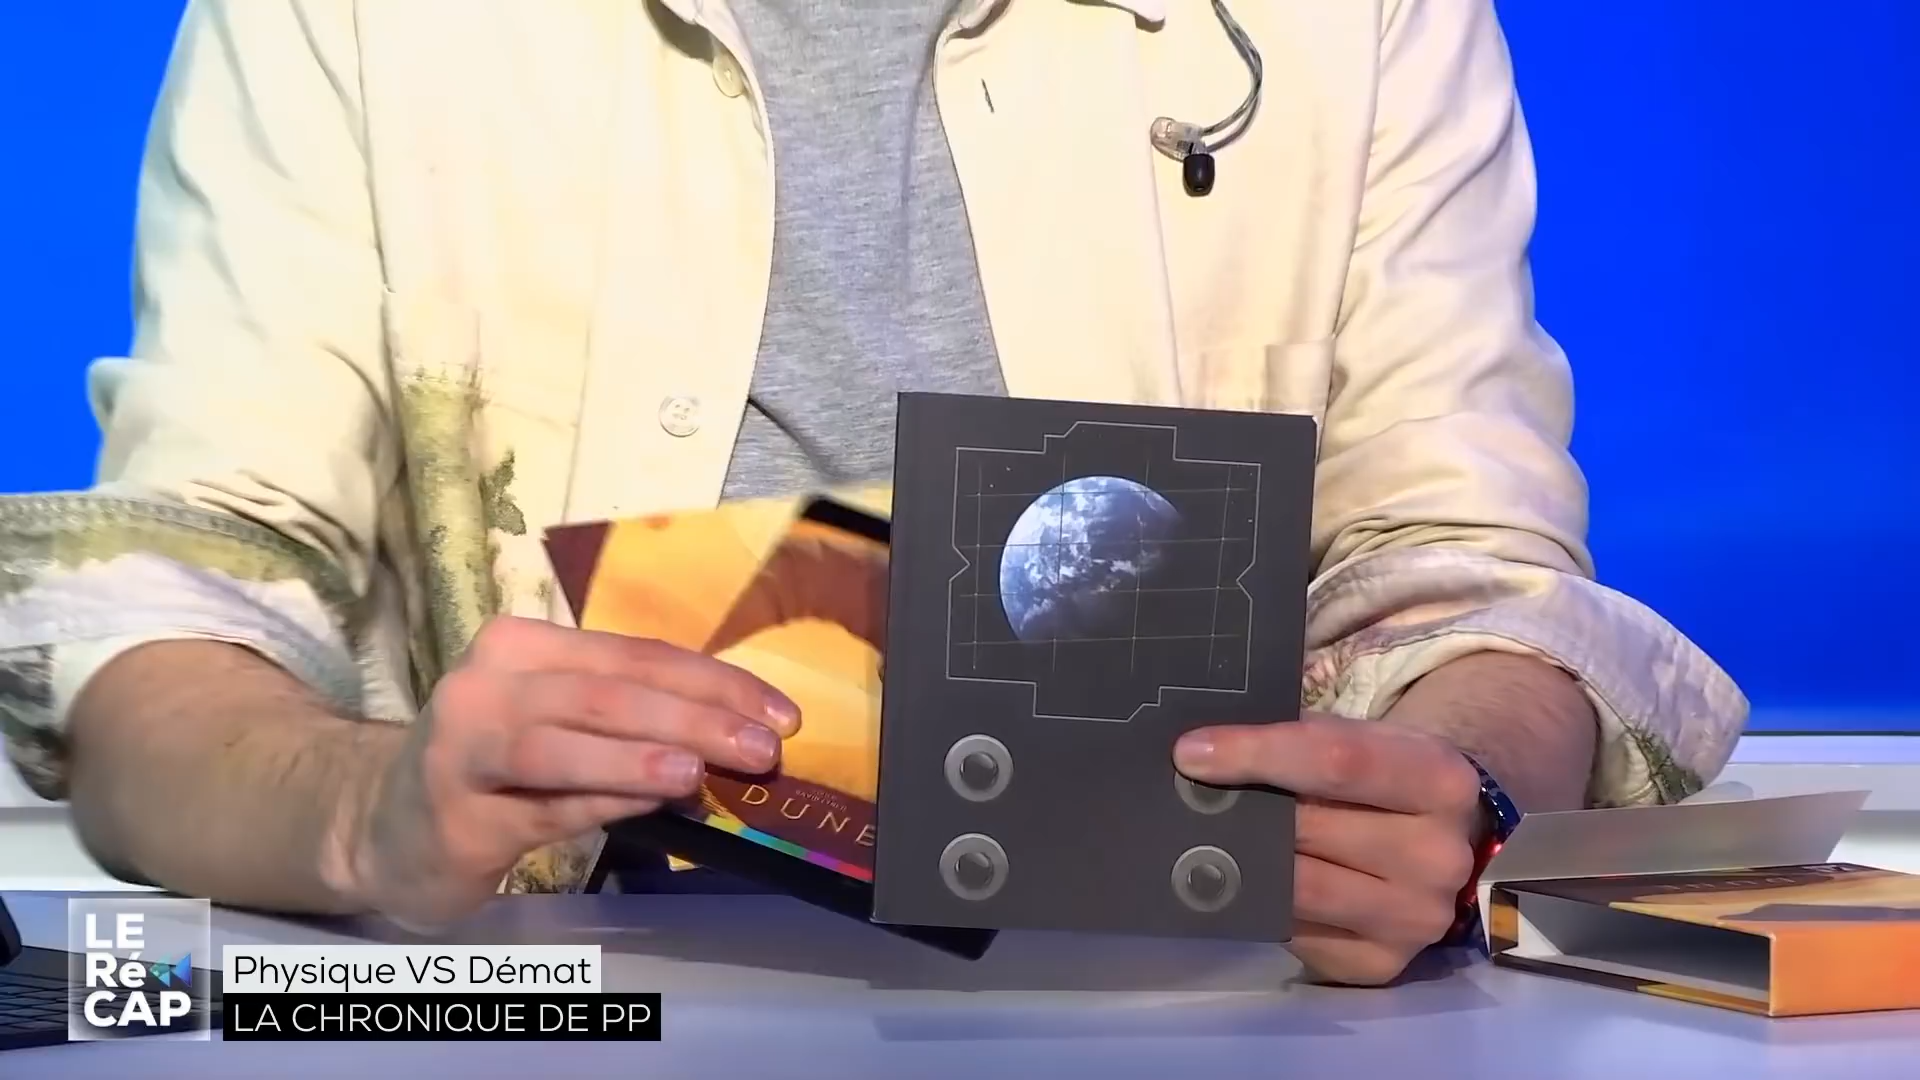 DUNE
LE
Ré
CAP
Physique VS Démat
LA CHRONIQUE DE PP